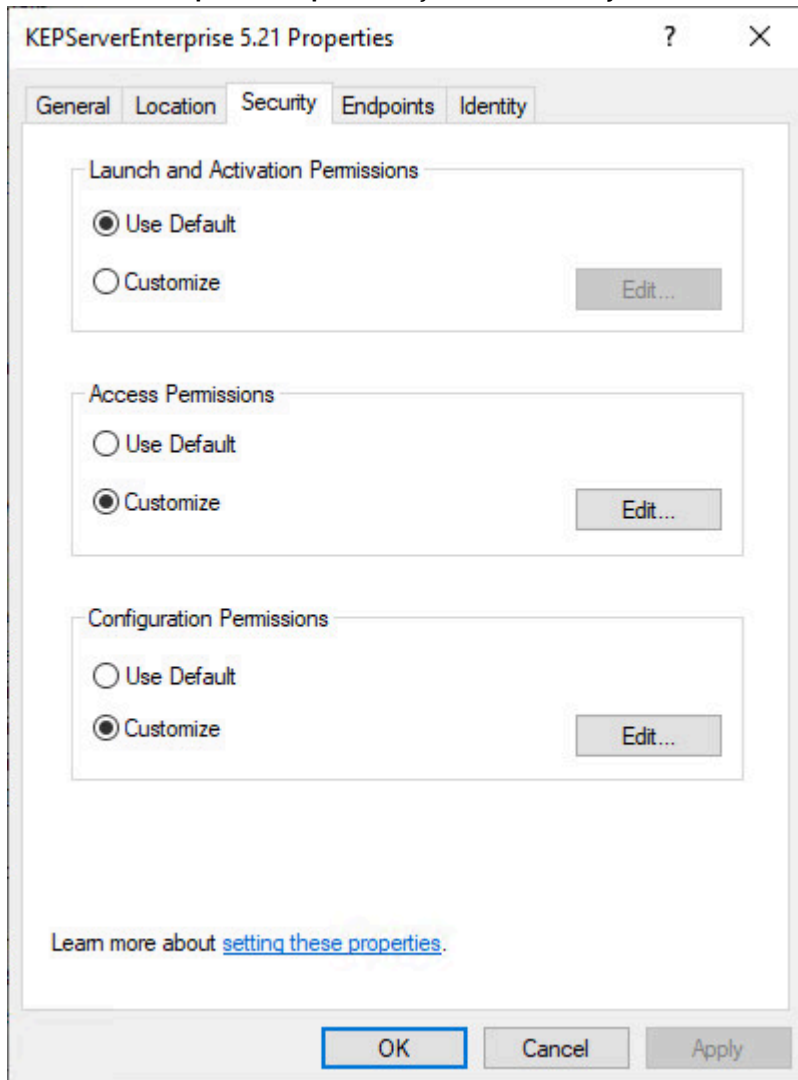 KEPServerEnterprise 5.21 Properties ? ×
General Location Security Endpoints Identity
Launch and Activation Permissions
Use Default
Customize Edit...
Access Permissions
Use Default
Customize Edit...
Configuration Permissions
Use Default
Customize Edit...
Learn more about setting these properties.
OK Cancel Apply